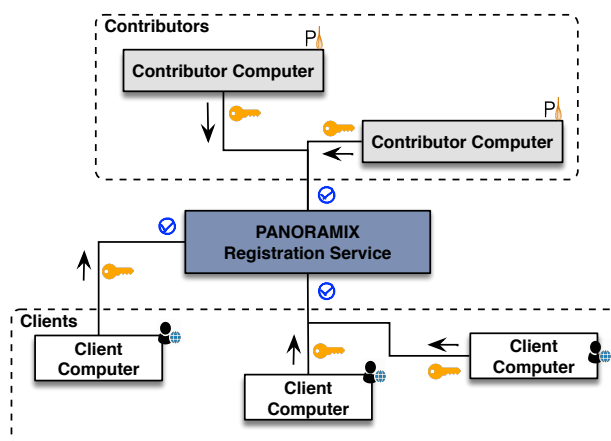 Contributors
P
Contributor Computer
P
Contributor Computer
PANORAMIX
Registration Service
Clients
Client
Computer
Client
Computer
Client
Computer